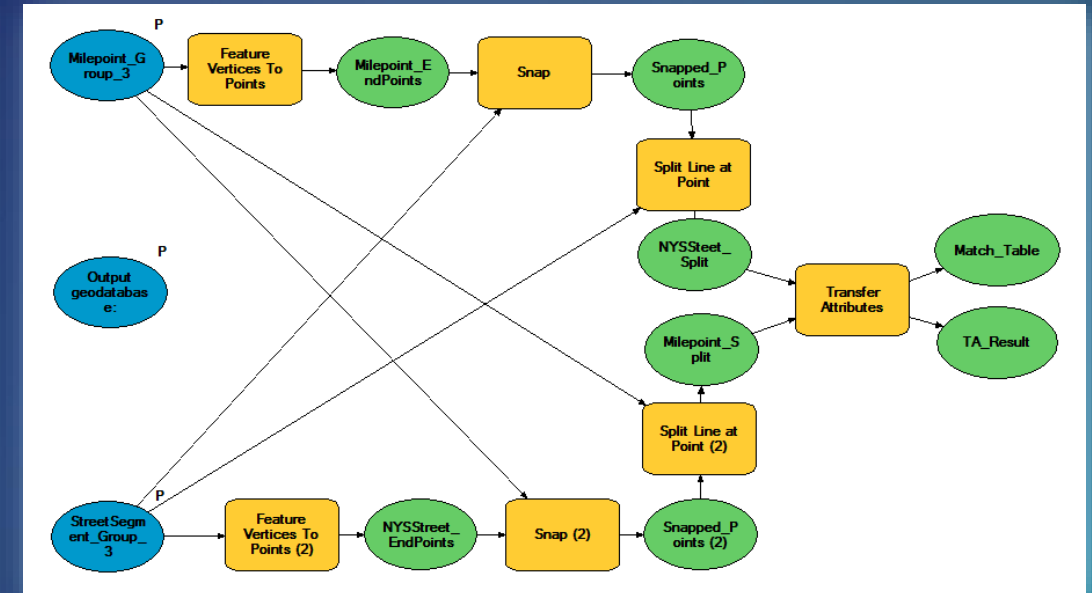 P
Milepoint_G
roup_3
Feature
Vertices To
Points
Milepoint_E
ndPoints
Snap
Snapped_P
oints
Split Line at
Point
NYSSteet_
Split
P
Output
geodatabas
e:
Transfer
Attributes
Match_Table
TA_Result
Milepoint_S
plit
Split Line at
Point (2)
P
StreetSegm
ent_Group_
3
Feature
Vertices To
Points (2)
NYSStreet_
EndPoints
Snap (2)
Snapped_P
oints (2)